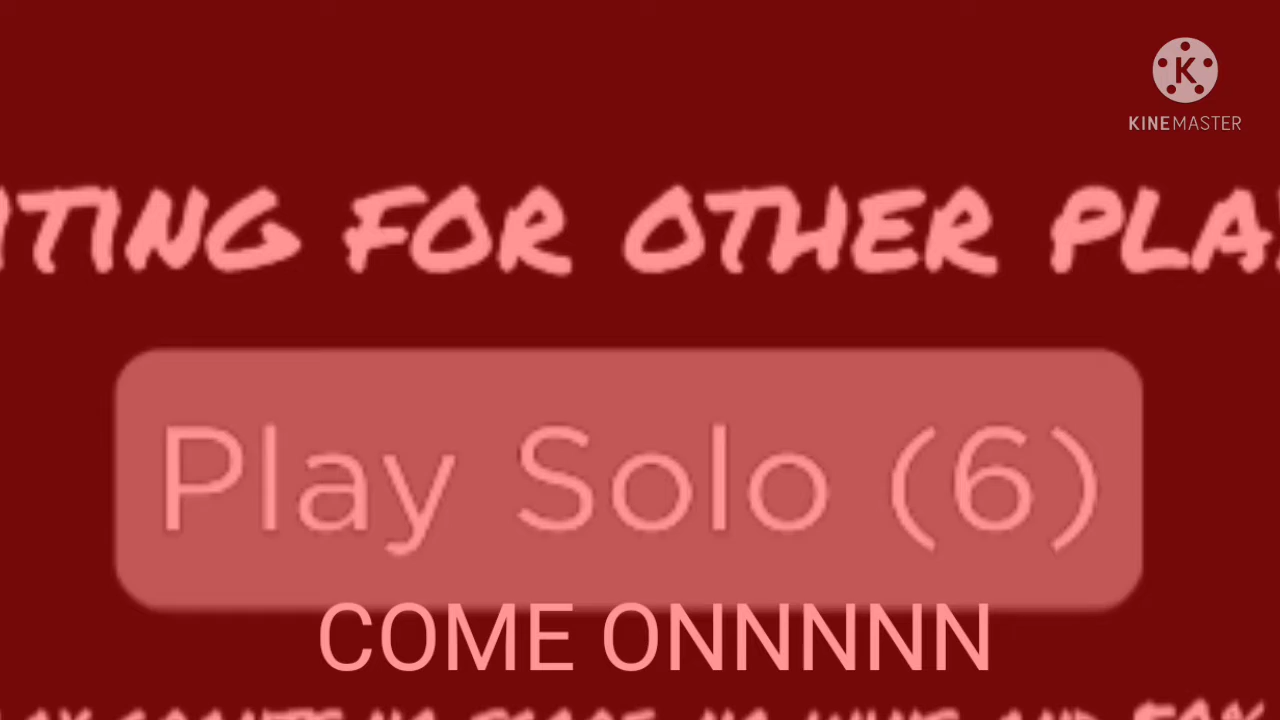 K
KINEMASTER
ITING FOR OTHER PLA
Play Solo (6)
COME ONNNNN